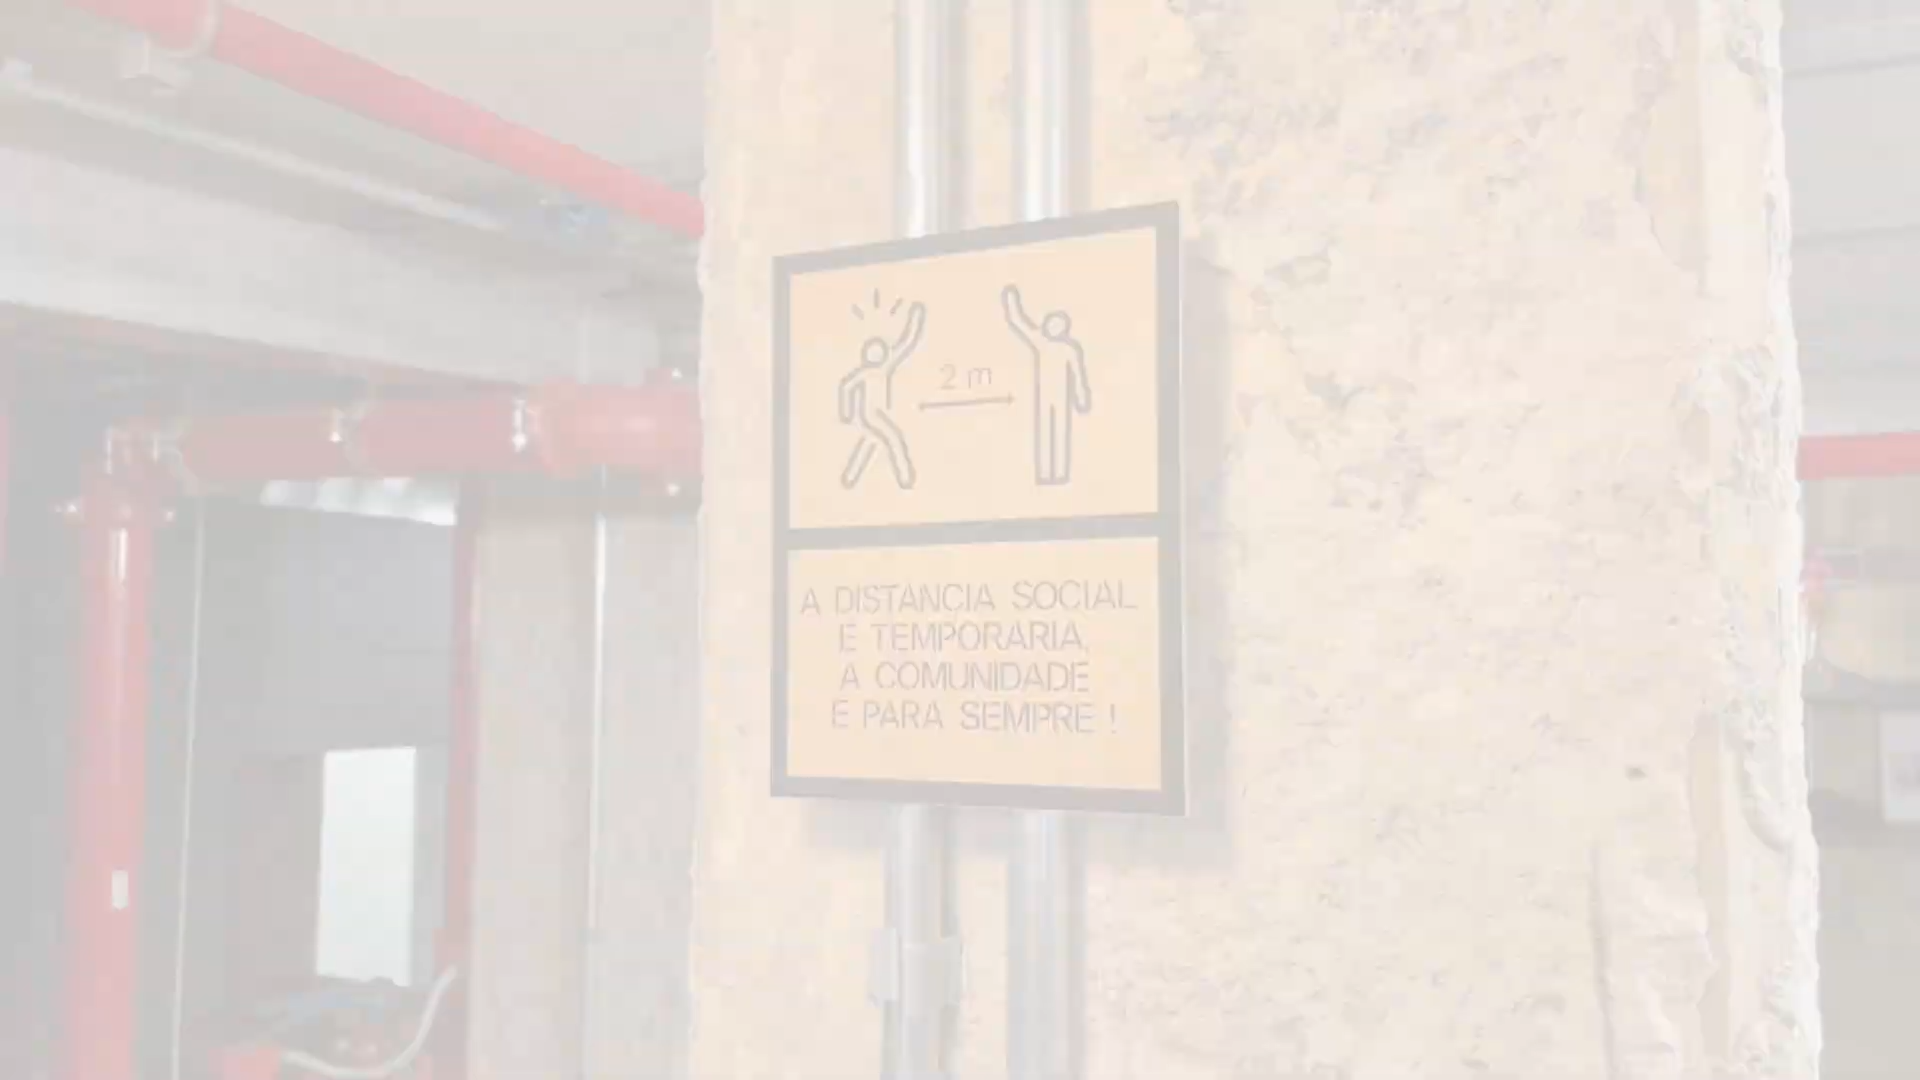 2 m
A DISTANCIA SOCIAL
E TEMPORARIA,
A COMUNIDADE
E PARA SEMPRE !